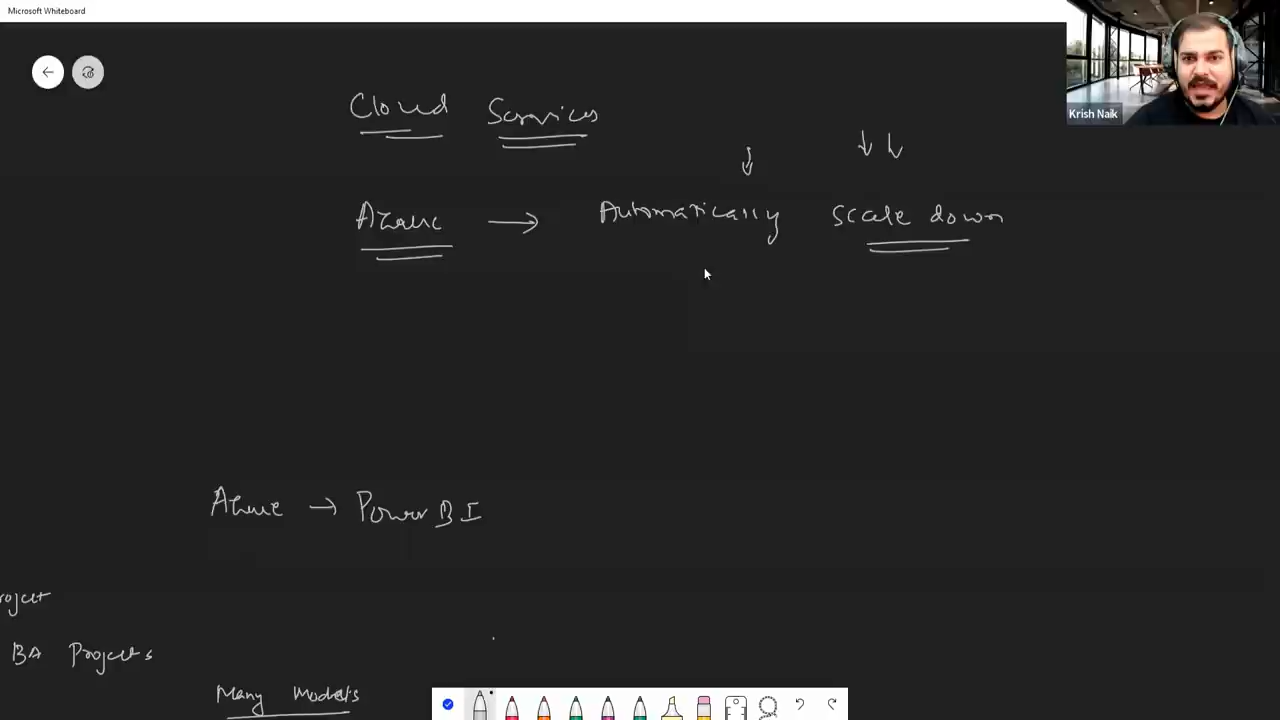 Microsoft Whiteboard
Krish Naik
Cloud Services
Azure → Automatically Scale down
Azure → Power BI
roject
BA Projects
Many Models